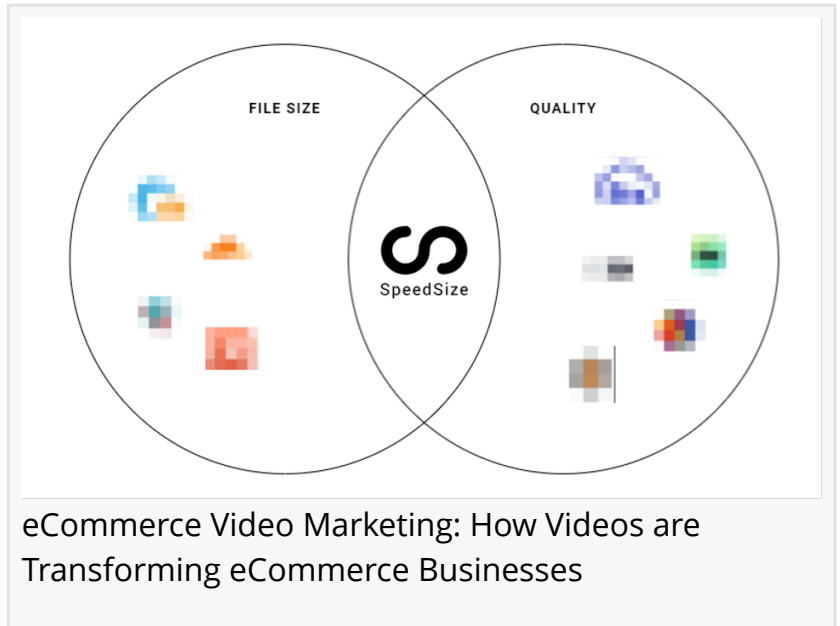 FILE SIZE
QUALITY
SpeedSize
eCommerce Video Marketing: How Videos are
Transforming eCommerce Businesses